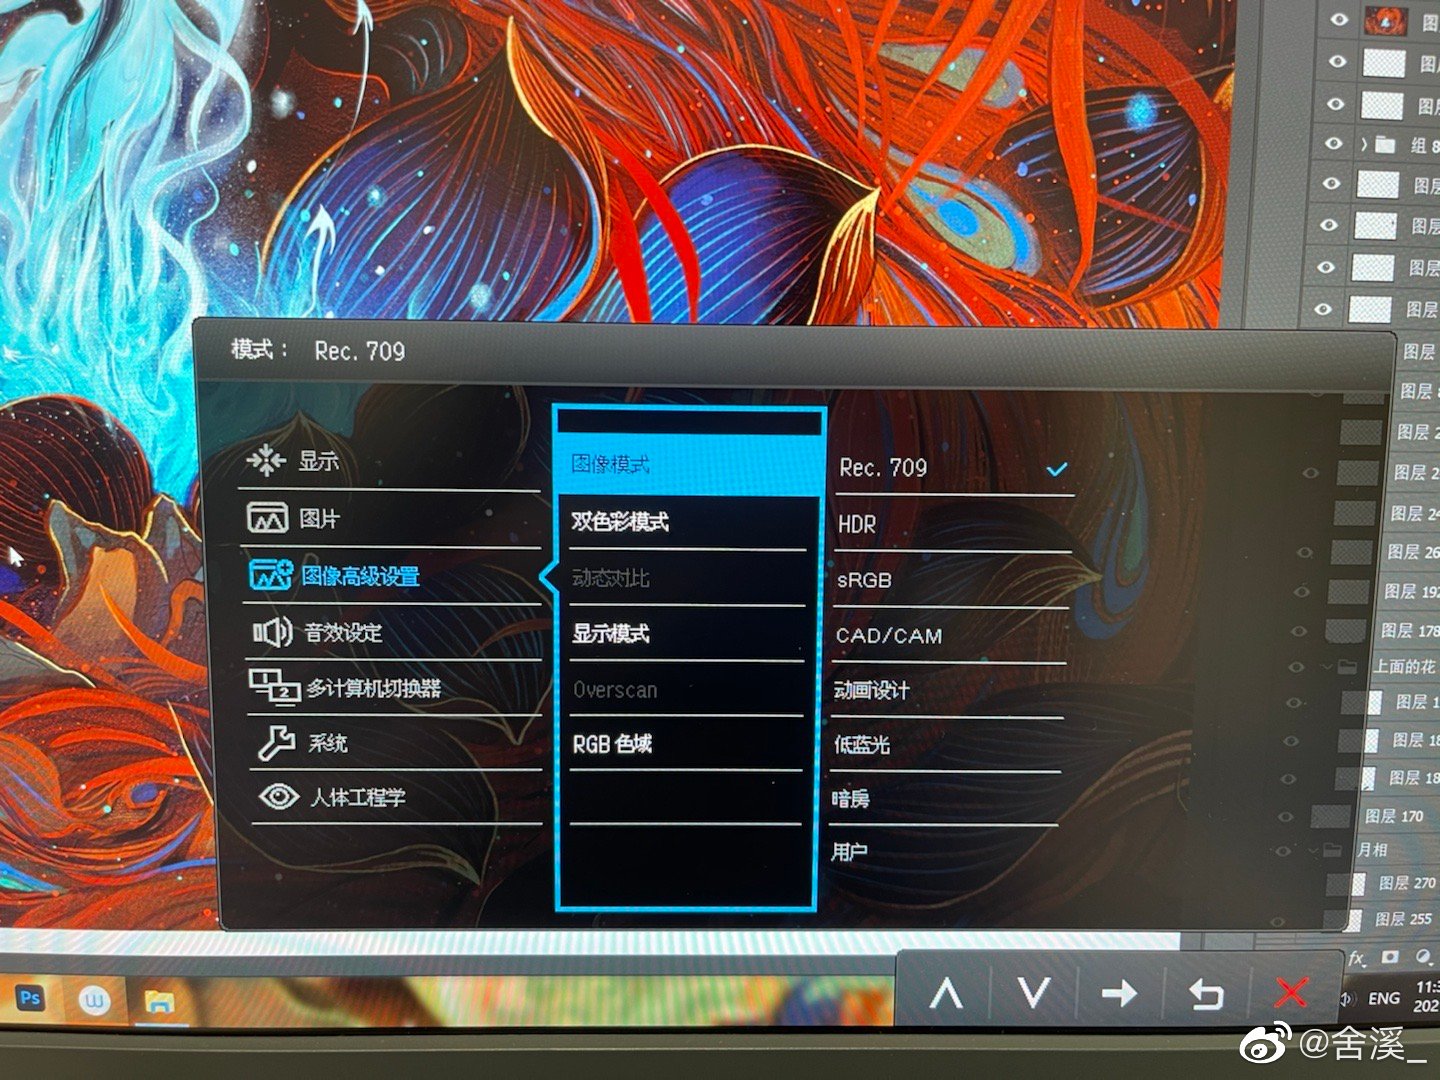 图
图层
图层
组 8
图层
图层
图层
图层
图层
图层 8
图层 2
图层 2
图层 24
图层 26
图层 192
图层 178
上面的花
图层 1
图层 18
图层 18
图层 170
月相
图层 270
图层 255
fx
模式： Rec. 709
显示
图片
图像高级设置
音效设定
多计算机切换器
系统
人体工程学
图像模式
双色彩模式
动态对比
显示模式
Overscan
RGB 色域
Rec. 709
HDR
sRGB
CAD/CAM
动画设计
低蓝光
暗房
用户
Ps
ENG
11:3
202
@舍溪_